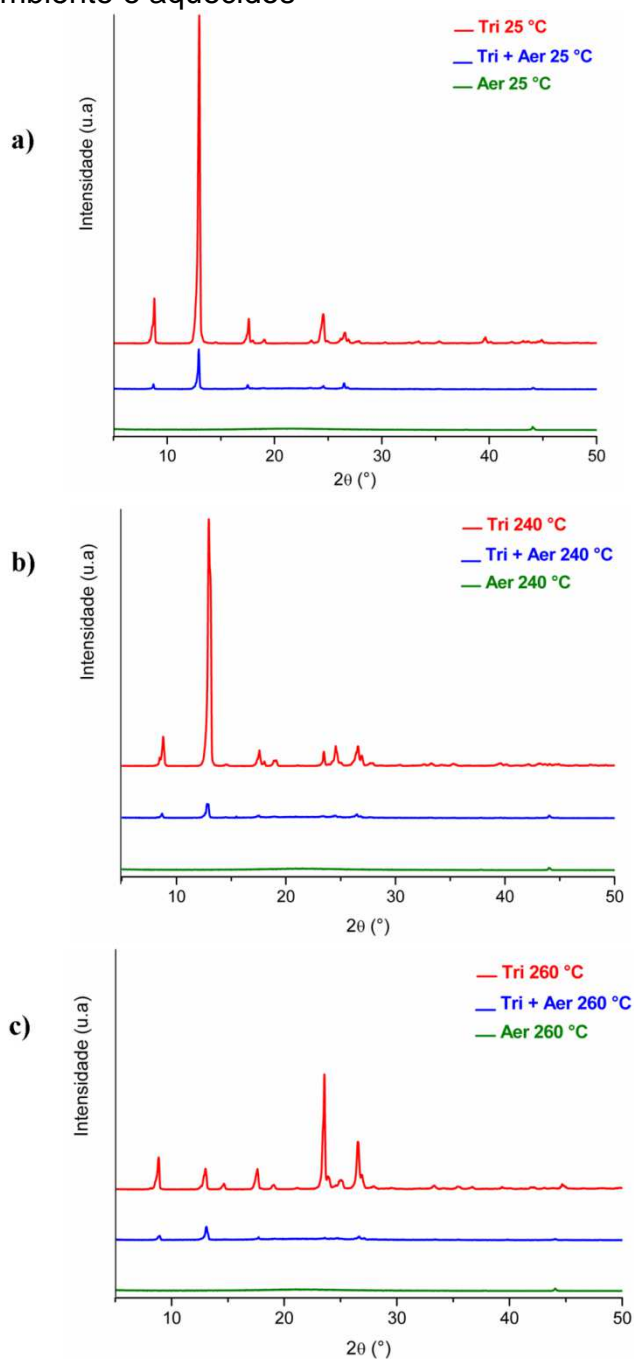 Tri 25 °C
Tri + Aer 25 °C
Aer 25 °C
a)
Intensidade (u.a)
10 20 30 40 50
2θ (°)
Tri 240 °C
Tri + Aer 240 °C
Aer 240 °C
b)
Intensidade (u.a)
10 20 30 40 50
2θ (°)
Tri 260 °C
Tri + Aer 260 °C
Aer 260 °C
c)
Intensidade (u.a)
10 20 30 40 50
2θ (°)